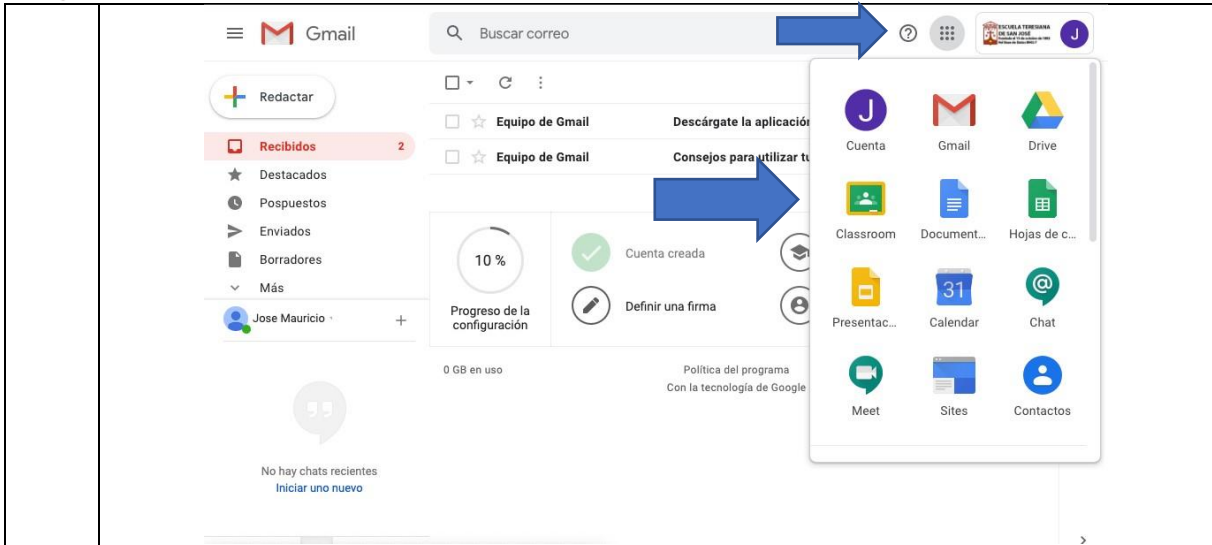 Gmail
Buscar correo
ESCUELA TERESIANA
DE SAN JOSÉ
J
Redactar
Equipo de Gmail Descárgate la aplicación
Recibidos 2
Equipo de Gmail Consejos para utilizar tu
Destacados
Pospuestos
Enviados
Borradores
Más
Jose Mauricio
No hay chats recientes
Iniciar uno nuevo
10 %
Progreso de la
configuración
Cuenta creada
Definir una firma
0 GB en uso
Política del programa
Con la tecnología de Google
J
Cuenta Gmail Drive
Classroom Document... Hojas de c...
31
Presentac... Calendar Chat
Meet Sites Contactos